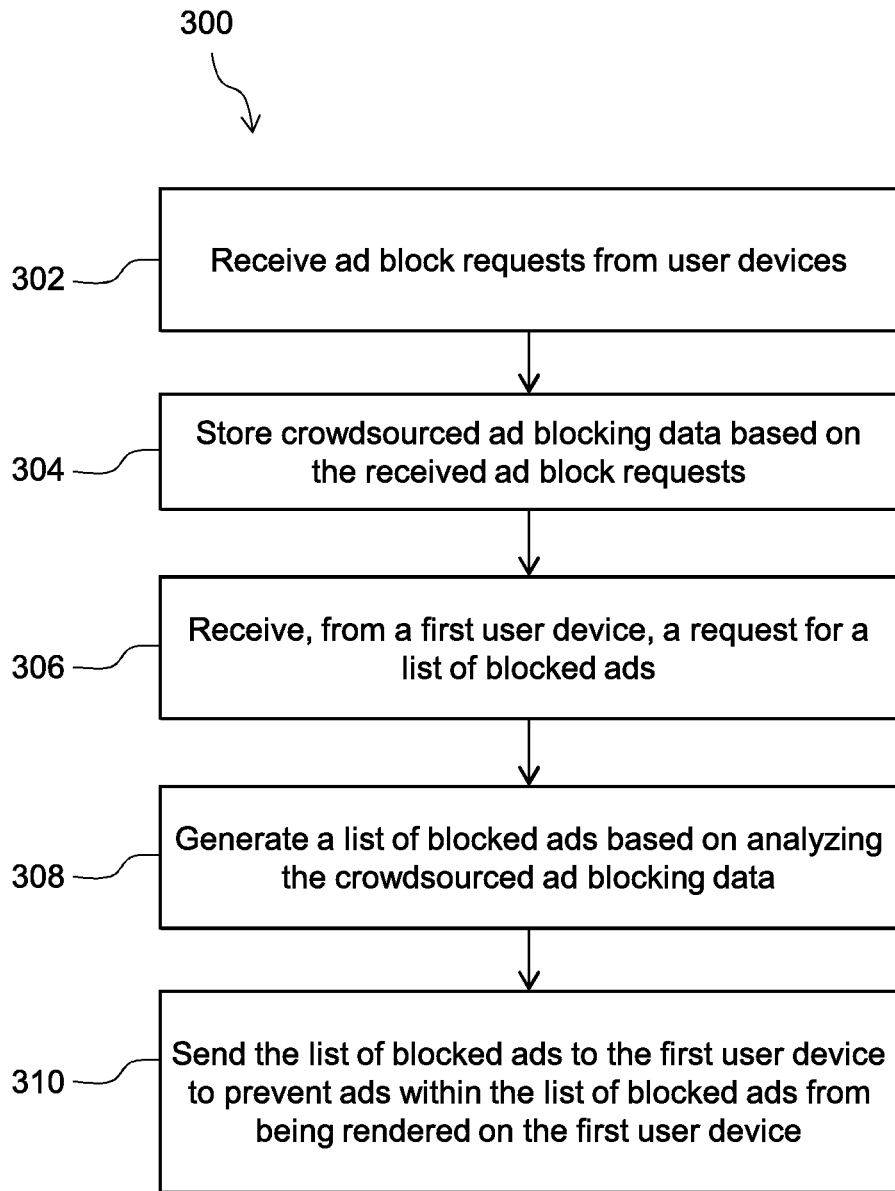 300
302
Receive ad block requests from user devices
304
Store crowdsourced ad blocking data based on
the received ad block requests
306
Receive, from a first user device, a request for a
list of blocked ads
308
Generate a list of blocked ads based on analyzing
the crowdsourced ad blocking data
310
Send the list of blocked ads to the first user device
to prevent ads within the list of blocked ads from
being rendered on the first user device